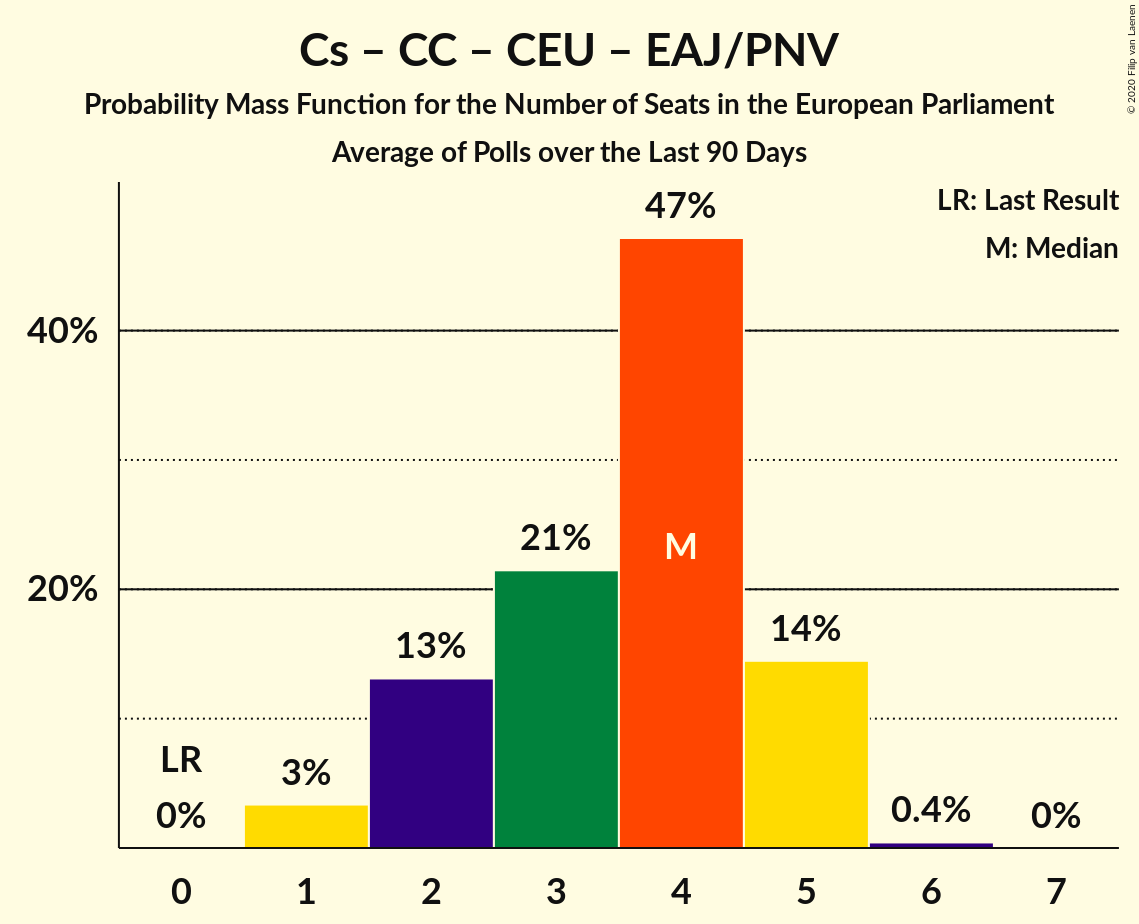 Cs – CC – CEU – EAJ/PNV
Probability Mass Function for the Number of Seats in the European Parliament
Average of Polls over the Last 90 Days
© 2020 Filip van Laenen
LR: Last Result
M: Median
47%
40%
21%
M
20%
14%
13%
LR
3%
0%
0.4%
0%
0 1 2 3 4 5 6 7